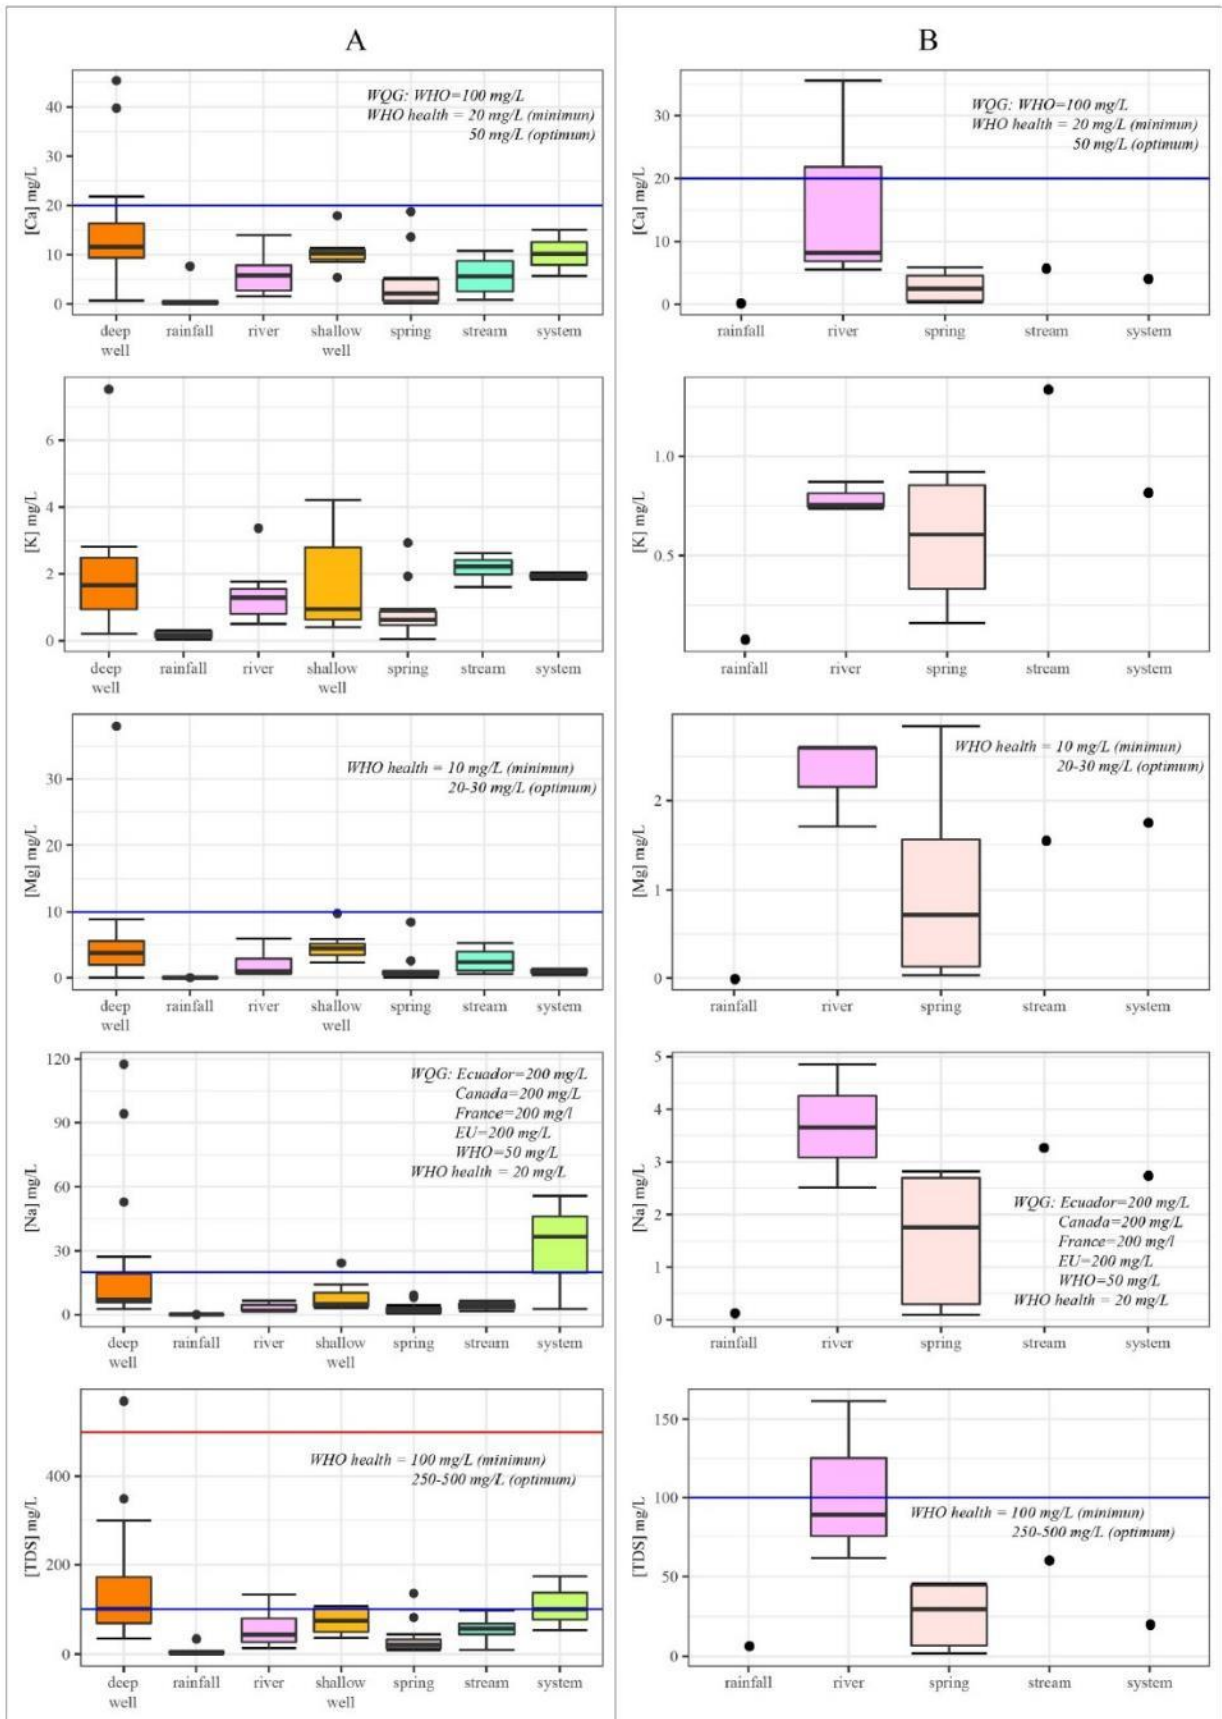 A
[Ca] mg/L
40
30
20
10
0
WQG: WHO=100 mg/L
WHO health = 20 mg/L (minimun)
50 mg/L (optimum)
deep well
rainfall
river
shallow well
spring
stream
system
[K] mg/L
6
4
2
0
deep well
rainfall
river
shallow well
spring
stream
system
[Mg] mg/L
30
20
10
0
WHO health = 10 mg/L (minimun)
20-30 mg/L (optimum)
deep well
rainfall
river
shallow well
spring
stream
system
[Na] mg/L
120
90
60
30
0
WQG: Ecuador=200 mg/L
Canada=200 mg/L
France=200 mg/l
EU=200 mg/L
WHO=50 mg/L
WHO health = 20 mg/L
deep well
rainfall
river
shallow well
spring
stream
system
[TDS] mg/L
400
200
0
WHO health = 100 mg/L (minimun)
250-500 mg/L (optimum)
deep well
rainfall
river
shallow well
spring
stream
system
B
[Ca] mg/L
30
20
10
0
WQG: WHO=100 mg/L
WHO health = 20 mg/L (minimun)
50 mg/L (optimum)
rainfall
river
spring
stream
system
[K] mg/L
1.0
0.5
rainfall
river
spring
stream
system
[Mg] mg/L
2
1
0
WHO health = 10 mg/L (minimun)
20-30 mg/L (optimum)
rainfall
river
spring
stream
system
[Na] mg/L
5
4
3
2
1
0
WQG: Ecuador=200 mg/L
Canada=200 mg/L
France=200 mg/l
EU=200 mg/L
WHO=50 mg/L
WHO health = 20 mg/L
rainfall
river
spring
stream
system
[TDS] mg/L
150
100
50
0
WHO health = 100 mg/L (minimun)
250-500 mg/L (optimum)
rainfall
river
spring
stream
system